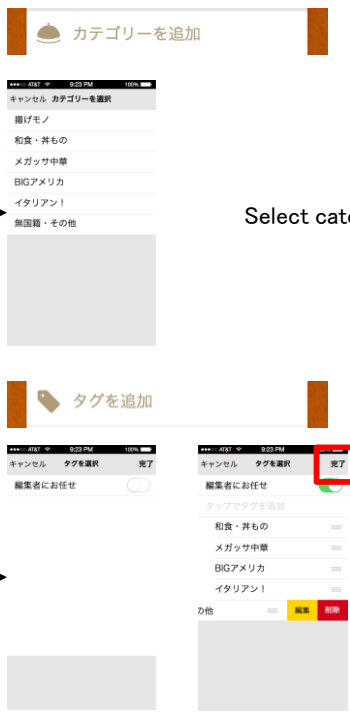 カテゴリーを追加
AT&T 9:23 PM 100%
キャンセル カテゴリーを選択
揚げモノ
和食・丼もの
メガッサ中華
BIGアメリカ
イタリアン！
無国籍・その他
Select cate
タグを追加
AT&T 9:23 PM 100%
キャンセル タグを選択 完了
編集者にお任せ
AT&T 9:23 PM
キャンセル タグを選択 完了
編集者にお任せ
タップでタグを追加
和食・丼もの
メガッサ中華
BIGアメリカ
イタリアン！
の他 編集 削除